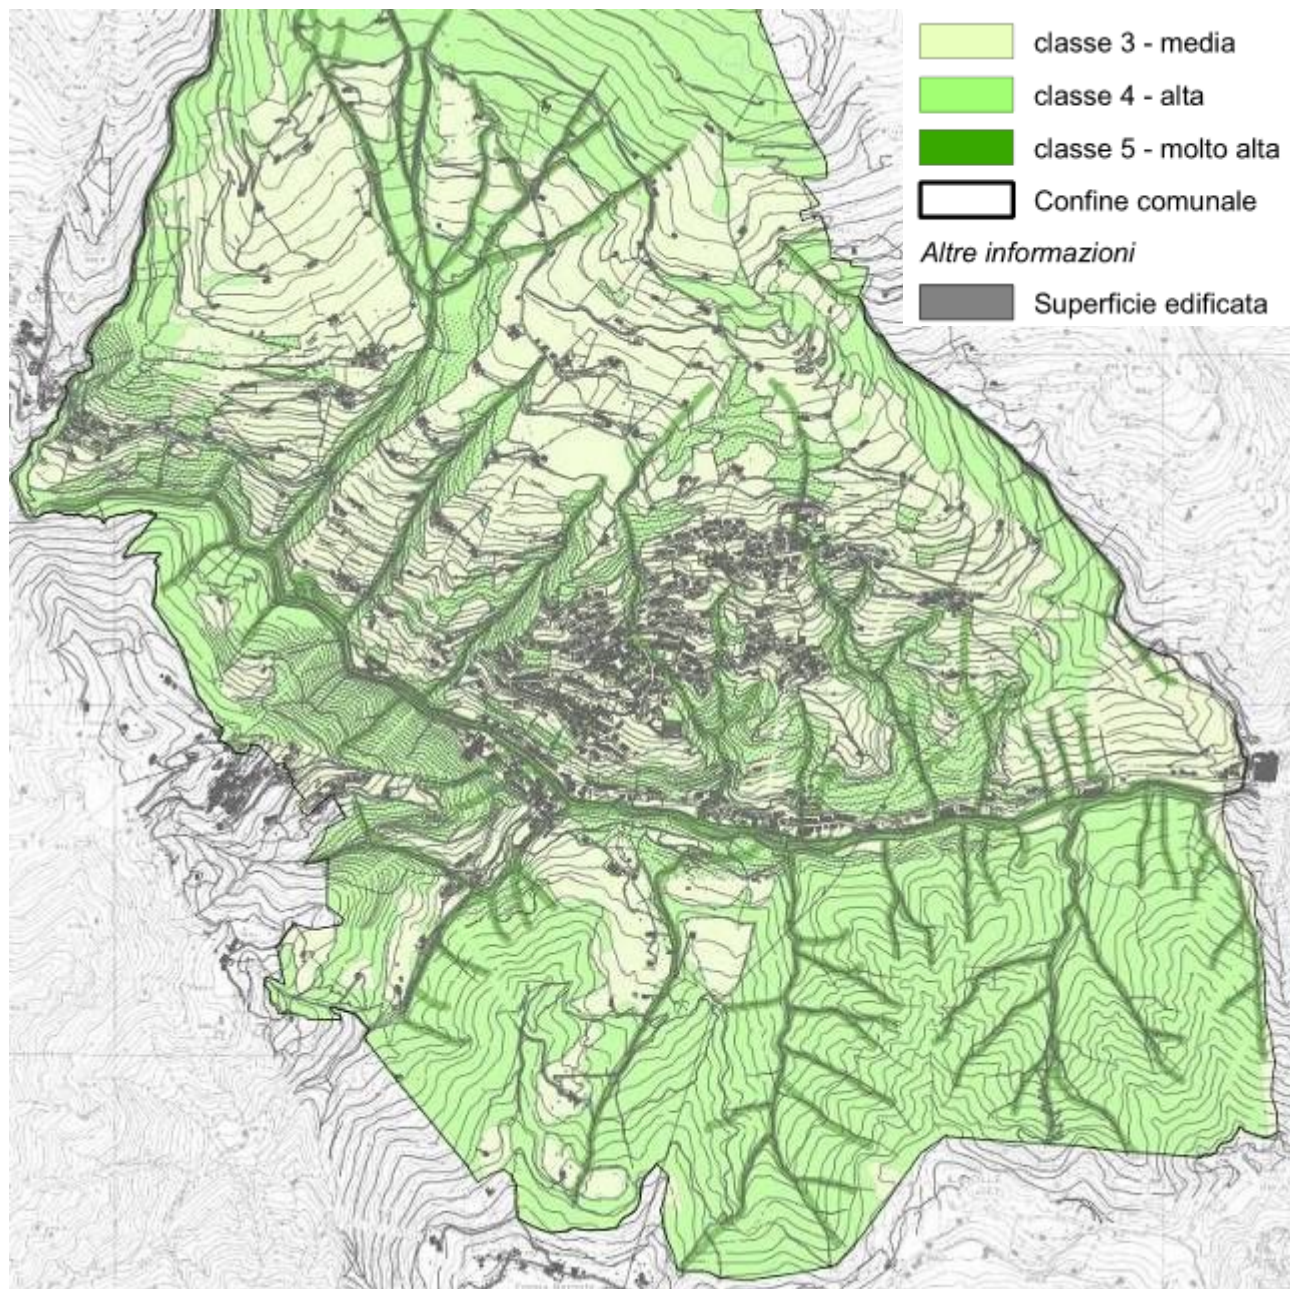 classe 3 - media
classe 4 - alta
classe 5 - molto alta
Confine comunale
Altre informazioni
Superficie edificata